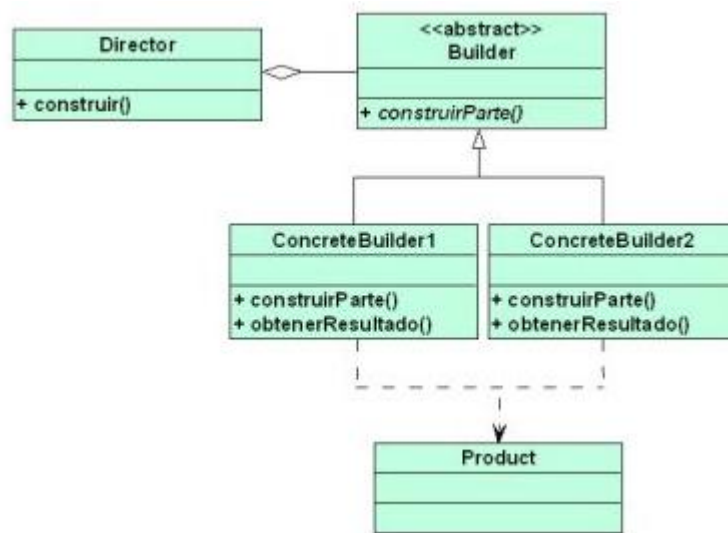 Director
+ construir()
<<abstract>>
Builder
+ construirParte()
ConcreteBuilder1
+ construirParte()
+ obtenerResultado()
ConcreteBuilder2
+ construirParte()
+ obtenerResultado()
Product